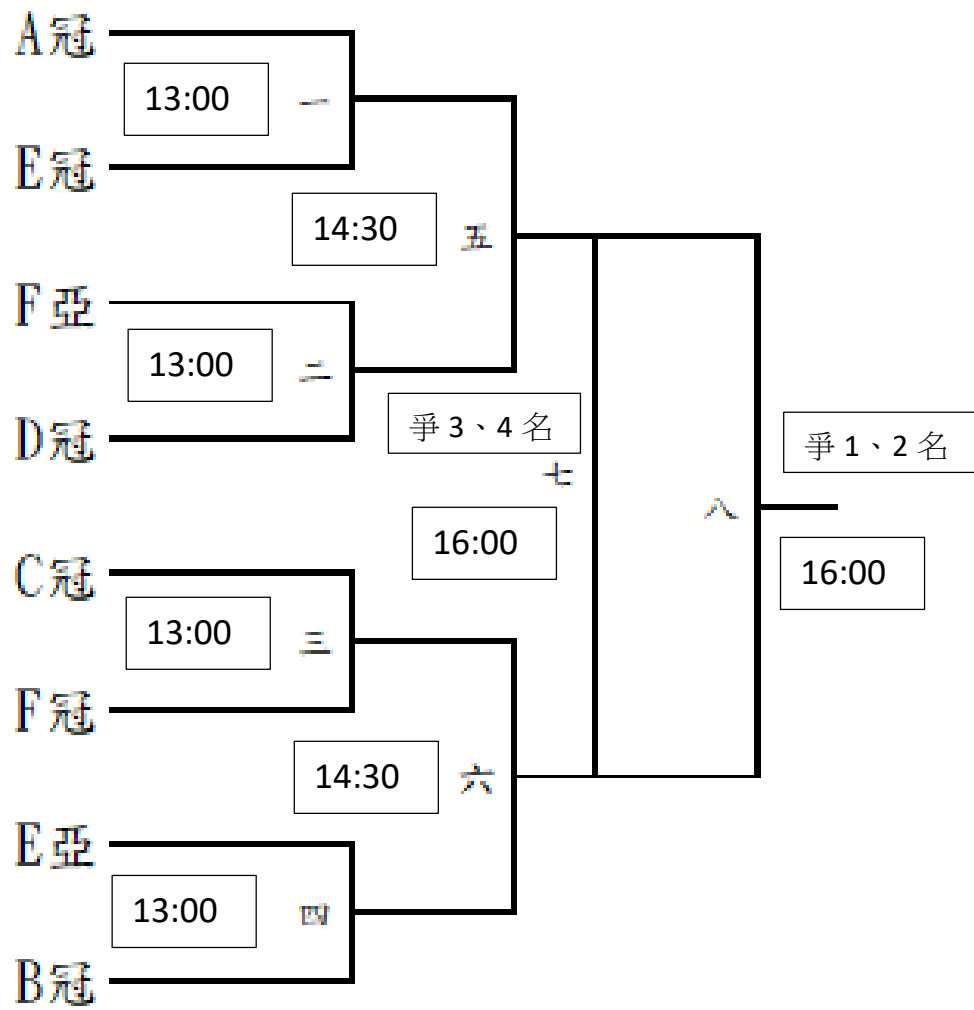 A冠
13:00 一
E冠
14:30 五
F亞
13:00 二
D冠
爭 3、4 名
七
爭 1、2 名
八
16:00
16:00
C冠
13:00 三
F冠
14:30 六
E亞
13:00 四
B冠